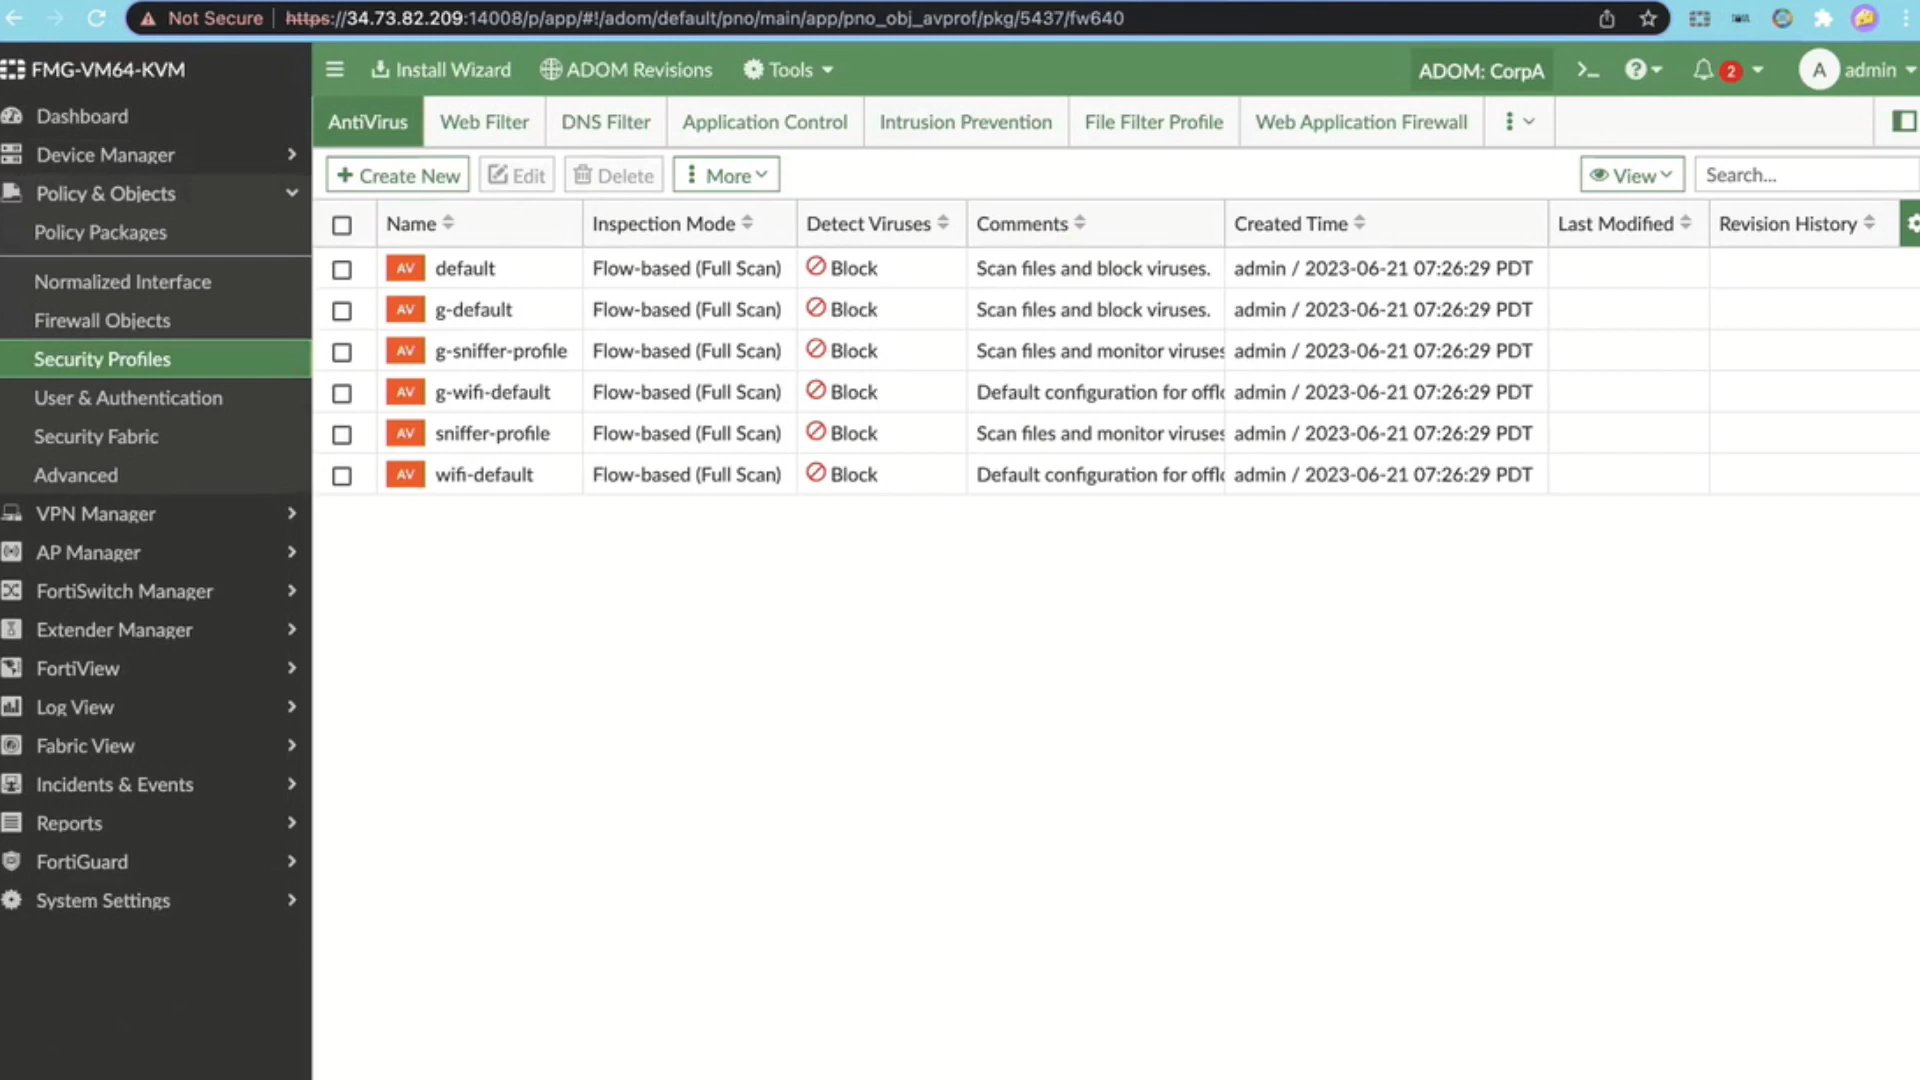 Not Secure https://34.73.82.209:14008/p/app/#!/adom/default/pno/main/app/pno_obj_avprof/pkg/5437/fw640
FMG-VM64-KVM
Install Wizard
ADOM Revisions
Tools
ADOM: CorpA
2
A
admin
Dashboard
Device Manager
Policy & Objects
Policy Packages
Normalized Interface
Firewall Objects
Security Profiles
User & Authentication
Security Fabric
Advanced
VPN Manager
AP Manager
FortiSwitch Manager
Extender Manager
FortiView
Log View
Fabric View
Incidents & Events
Reports
FortiGuard
System Settings
AntiVirus Web Filter DNS Filter Application Control Intrusion Prevention File Filter Profile Web Application Firewall
+ Create New Edit Delete More View Search...
Name Inspection Mode Detect Viruses Comments Created Time Last Modified Revision History
AV default Flow-based (Full Scan) Block Scan files and block viruses. admin / 2023-06-21 07:26:29 PDT
AV g-default Flow-based (Full Scan) Block Scan files and block viruses. admin / 2023-06-21 07:26:29 PDT
AV g-sniffer-profile Flow-based (Full Scan) Block Scan files and monitor viruses admin / 2023-06-21 07:26:29 PDT
AV g-wifi-default Flow-based (Full Scan) Block Default configuration for offlo admin / 2023-06-21 07:26:29 PDT
AV sniffer-profile Flow-based (Full Scan) Block Scan files and monitor viruses admin / 2023-06-21 07:26:29 PDT
AV wifi-default Flow-based (Full Scan) Block Default configuration for offlo admin / 2023-06-21 07:26:29 PDT